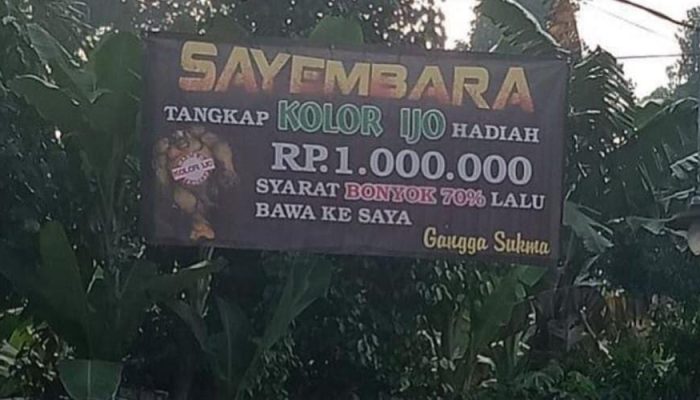 SAYEMBARA
TANGKAP KOLOR IJO HADIAH
RP.1.000.000
SYARAT BONYOK 70% LALU
BAWA KE SAYA
Gangga Sukma
KOLOR IJO